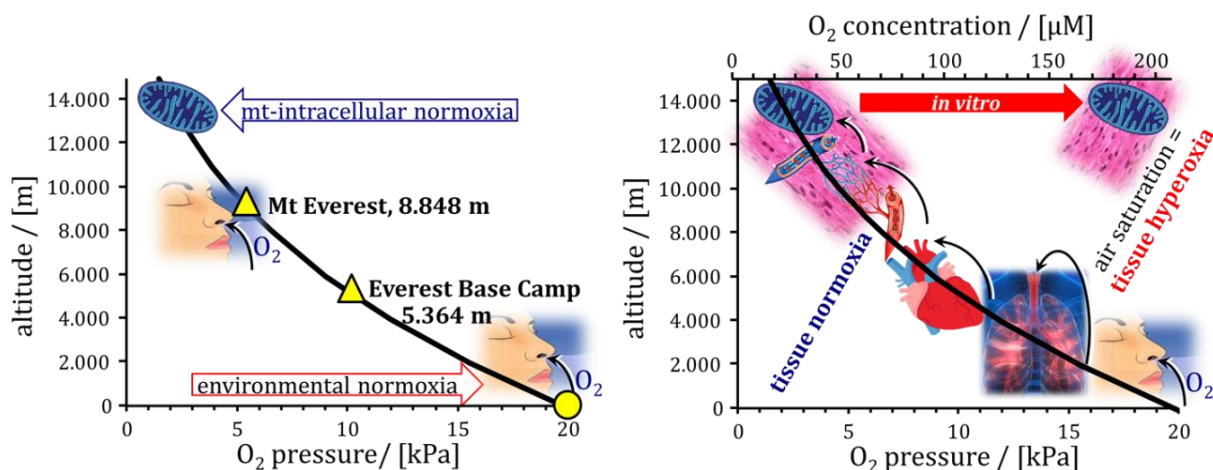 14.000
12.000
10.000
8.000
6.000
4.000
2.000
0
altitude / [m]
mt-intracellular normoxia
Mt Everest, 8.848 m
O₂
Everest Base Camp
5.364 m
environmental normoxia
O₂
0
5
10
15
20
O₂ pressure/ [kPa]
O₂ concentration / [µM]
0
50
100
150
200
14.000
12.000
10.000
8.000
6.000
4.000
2.000
0
altitude / [m]
in vitro
air saturation =
tissue hyperoxia
tissue normoxia
O₂
0
5
10
15
20
O₂ pressure / [kPa]